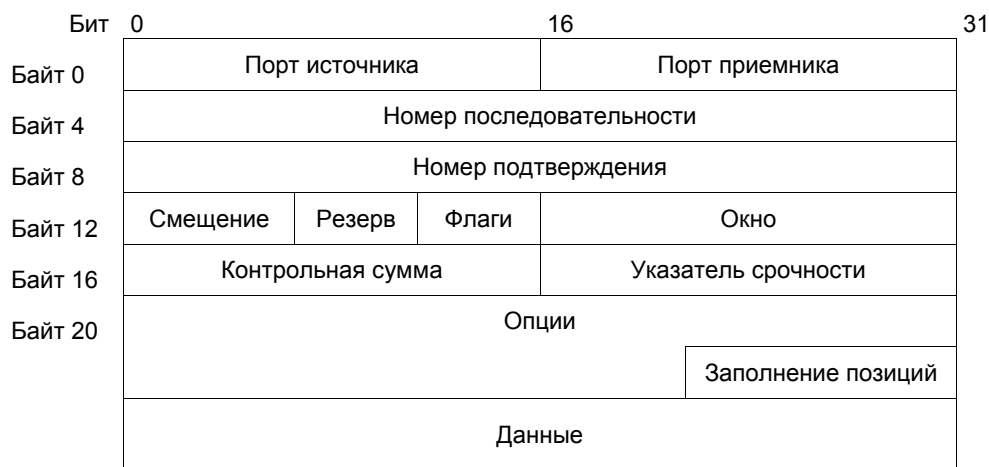 Бит 0 16 31
Байт 0 Порт источника Порт приемника
Байт 4 Номер последовательности
Байт 8 Номер подтверждения
Байт 12 Смещение Резерв Флаги Окно
Байт 16 Контрольная сумма Указатель срочности
Байт 20 Опции
Заполнение позиций
Данные